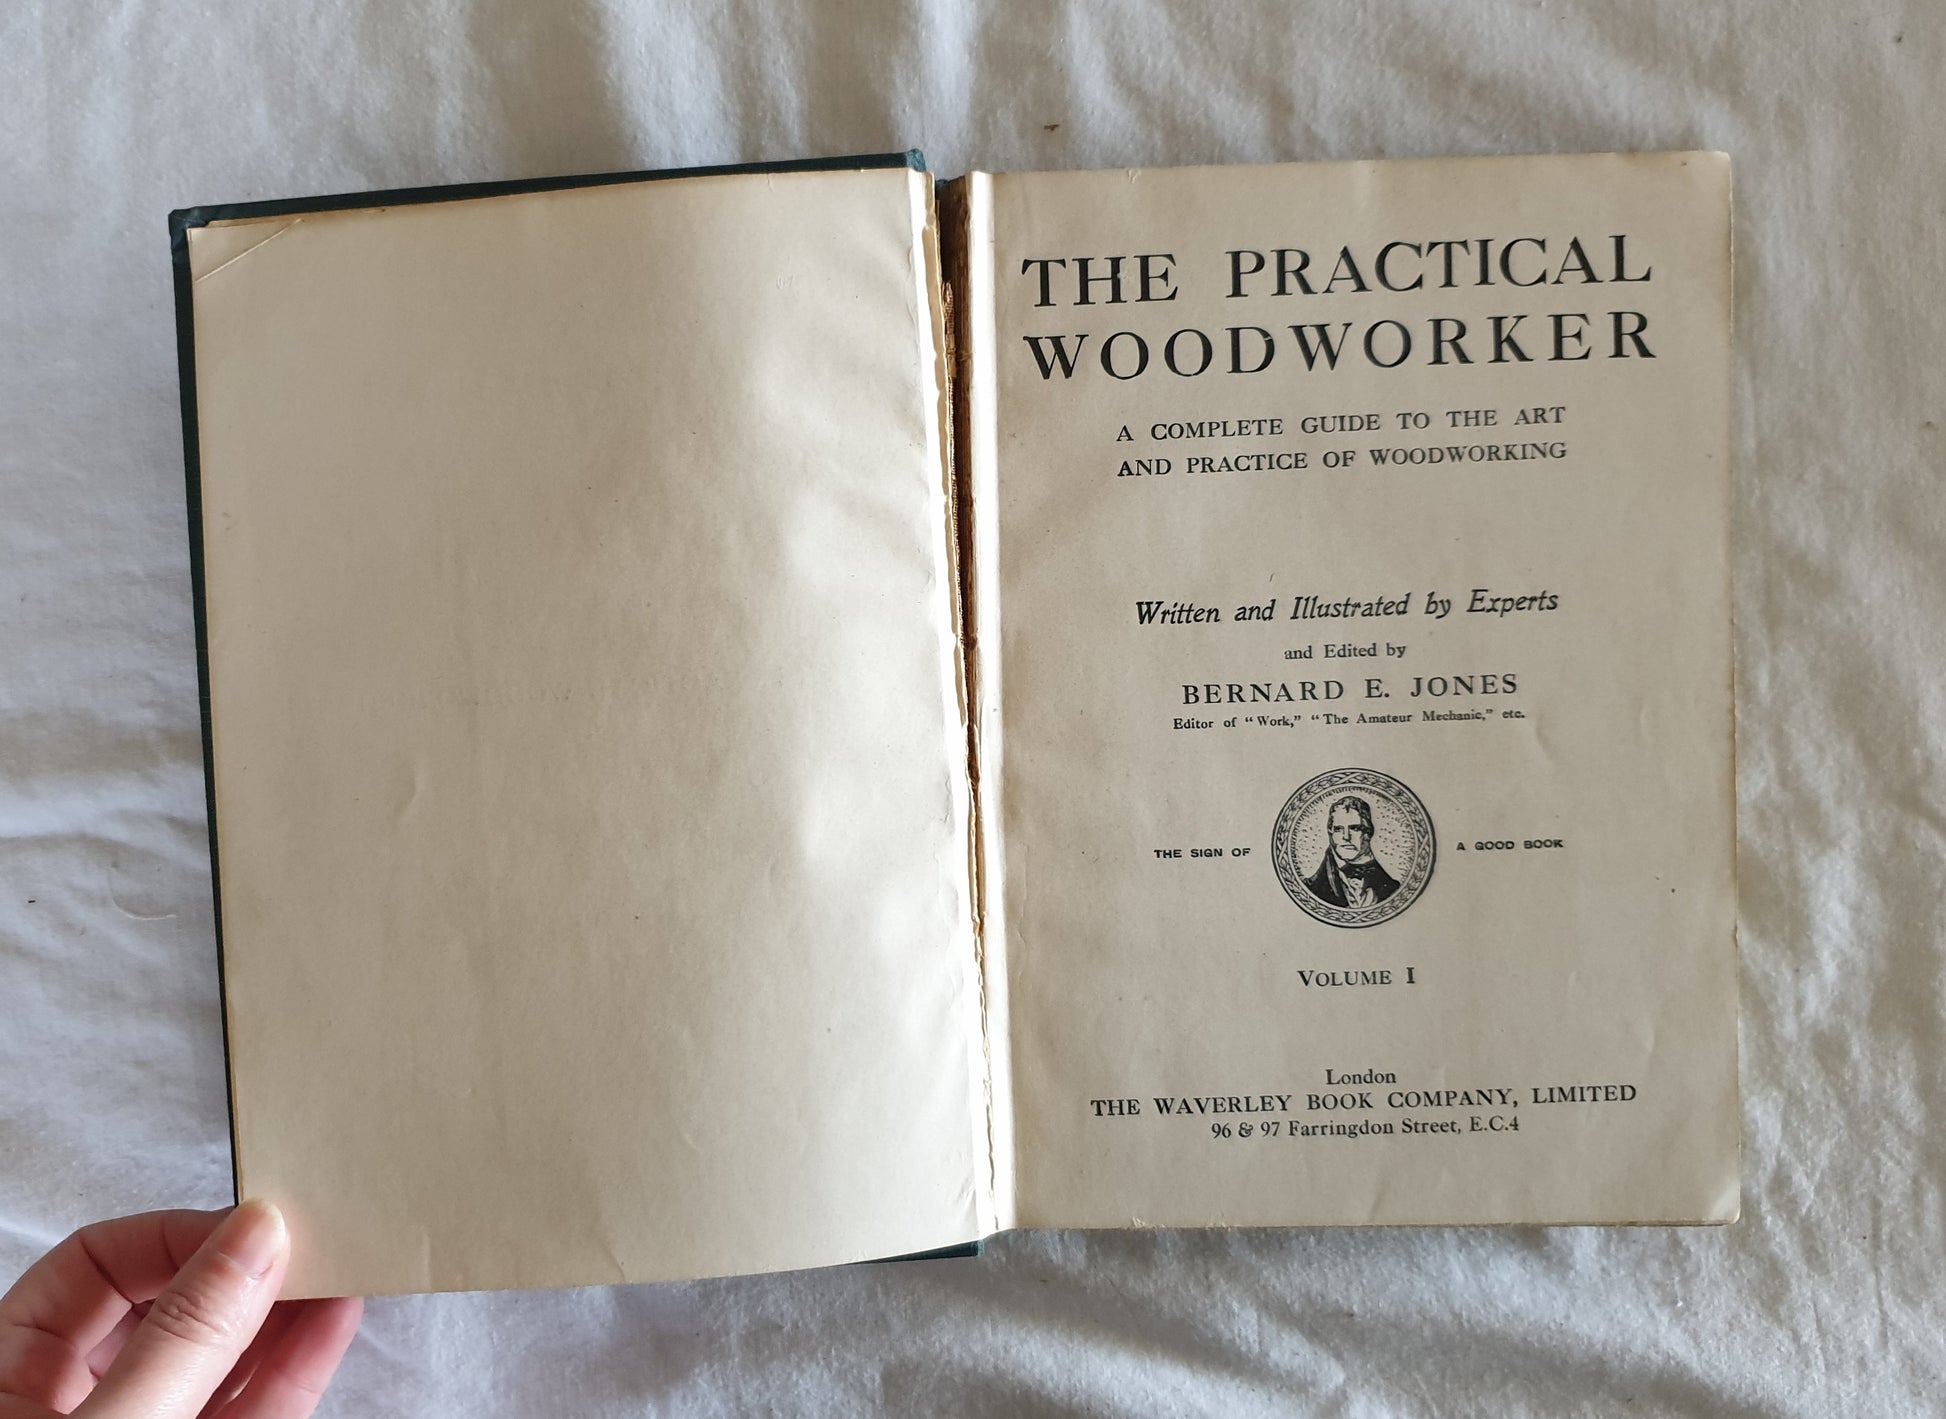 THE PRACTICAL
WOODWORKER
A COMPLETE GUIDE TO THE ART
AND PRACTICE OF WOODWORKING
Written and Illustrated by Experts
and Edited by
BERNARD E. JONES
Editor of "Work," "The Amateur Mechanic," etc.
THE SIGN OF A GOOD BOOK
VOLUME I
London
THE WAVERLEY BOOK COMPANY, LIMITED
96 & 97 Farringdon Street, E.C.4